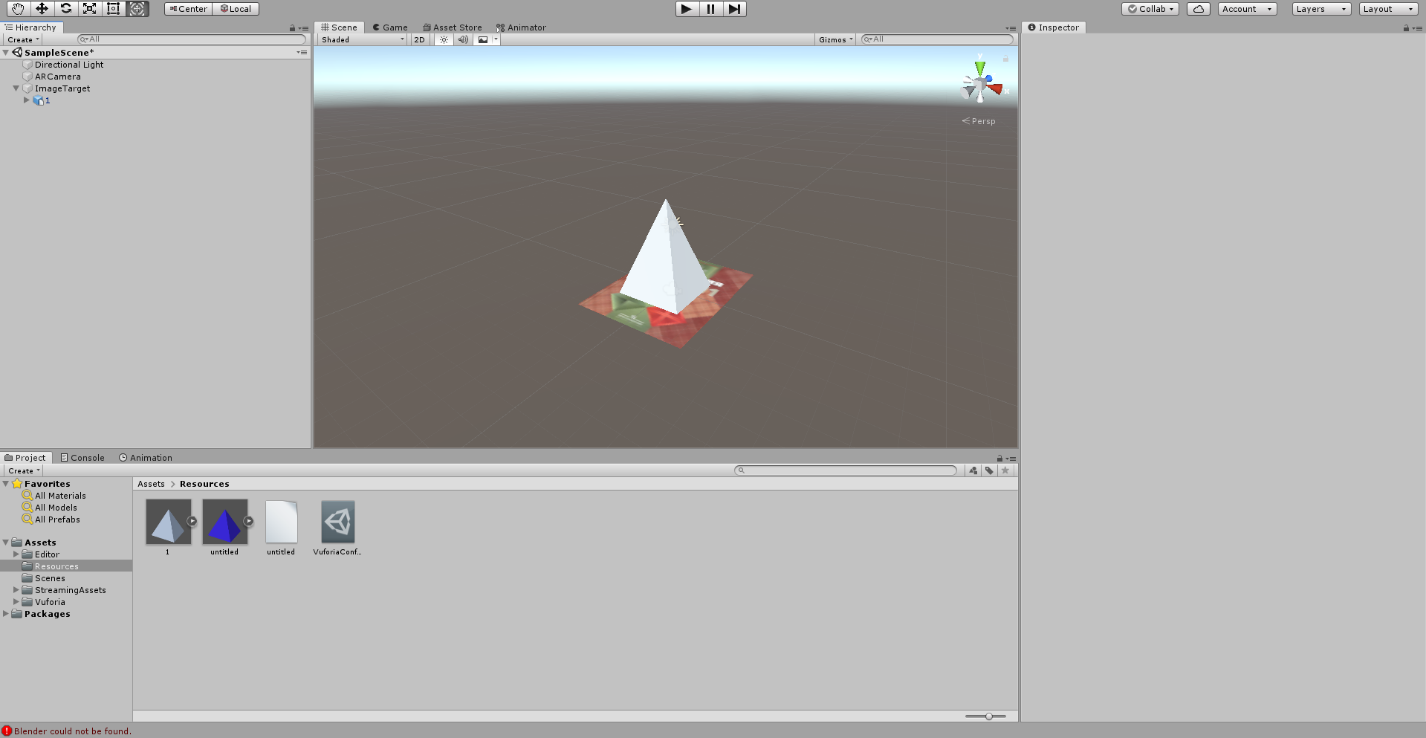 Center Local Collab Account Layers Layout
Hierarchy
Create All
SampleScene*
Directional Light
ARCamera
ImageTarget
1
Scene Game Asset Store Animator
Shaded 2D Gizmos All
Persp
Inspector
Project Console Animation
Create
Favorites
All Materials
All Models
All Prefabs
Assets
Editor
Resources
Scenes
StreamingAssets
Vuforia
Packages
Assets > Resources
1 untitled untitled VuforiaConf...
Blender could not be found.